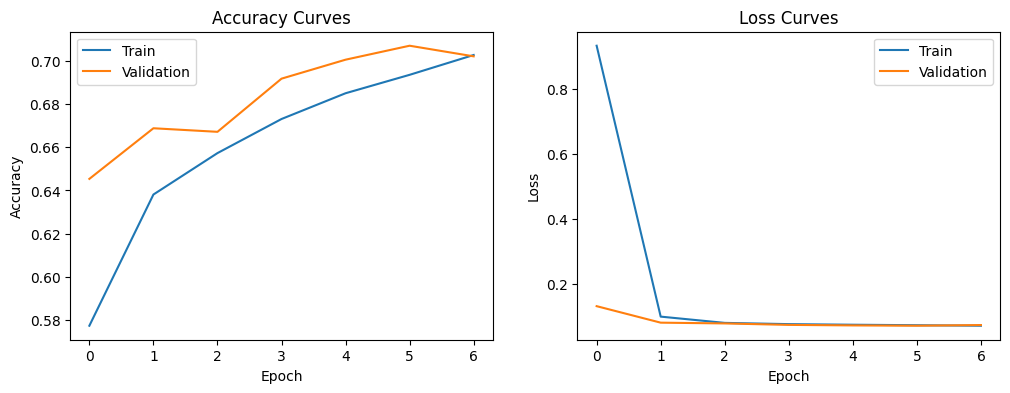 Accuracy Curves
Train
Validation
0.70
0.68
0.66
0.64
0.62
0.60
0.58
Accuracy
0 1 2 3 4 5 6
Epoch
Loss Curves
Train
Validation
0.8
0.6
0.4
0.2
Loss
0 1 2 3 4 5 6
Epoch